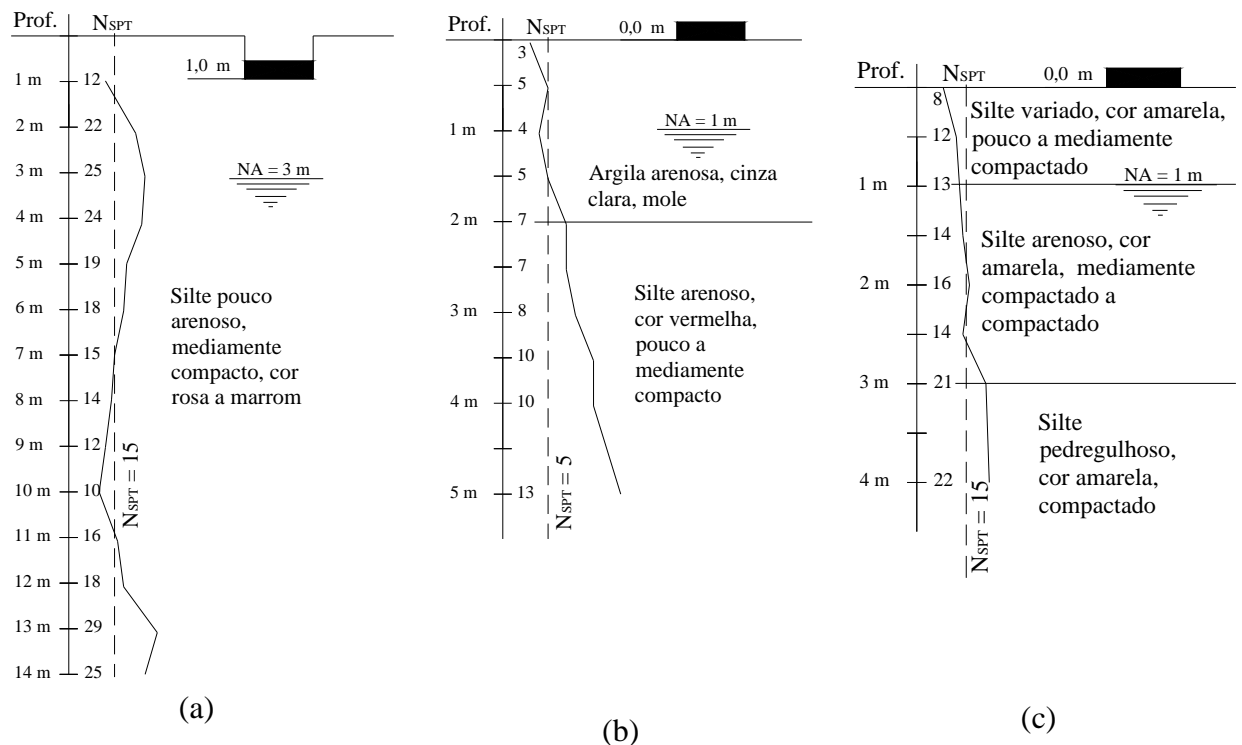 Prof.
NSPT
1,0 m
1 m 12
2 m 22
3 m 25
NA = 3 m
4 m 24
5 m 19
6 m 18
7 m 15
8 m 14
9 m 12
10 m 10
11 m 16
12 m 18
13 m 29
14 m 25
Silte pouco
arenoso,
mediamente
compacto, cor
rosa a marrom
NSPT = 15
(a)
Prof.
NSPT
0,0 m
3
5
1 m 4
NA = 1 m
5
Argila arenosa, cinza
clara, mole
2 m 7
7
3 m 8
10
4 m 10
5 m 13
Silte arenoso,
cor vermelha,
pouco a
mediamente
compacto
NSPT = 5
(b)
Prof.
NSPT
0,0 m
8
12
Silte variado, cor amarela,
pouco a mediamente
compactado
1 m 13
NA = 1 m
14
2 m 16
14
Silte arenoso, cor
amarela, mediamente
compactado a
compactado
3 m 21
4 m 22
Silte
pedregulhoso,
cor amarela,
compactado
NSPT = 15
(c)